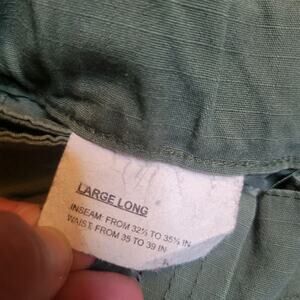 LARGE LONG
INSEAM: FROM 32½ TO 35½ IN
WAIST: FROM 35 TO 39 IN